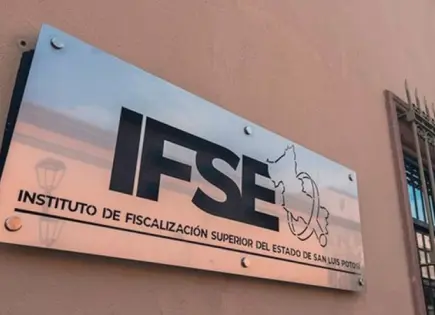 IFSE
INSTITUTO DE FISCALIZACIÓN SUPERIOR DEL ESTADO DE SAN LUIS POTOSÍ